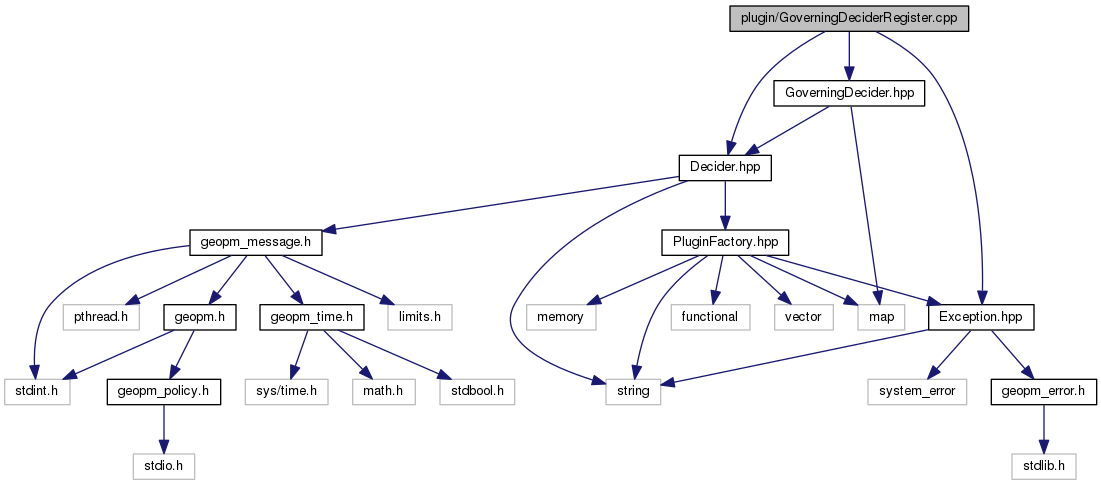 plugin/GoverningDeciderRegister.cpp
GoverningDecider.hpp
Decider.hpp
geopm_message.h
PluginFactory.hpp
pthread.h
geopm.h
geopm_time.h
limits.h
memory
functional
vector
map
Exception.hpp
stdint.h
geopm_policy.h
sys/time.h
math.h
stdbool.h
string
system_error
geopm_error.h
stdio.h
stdlib.h